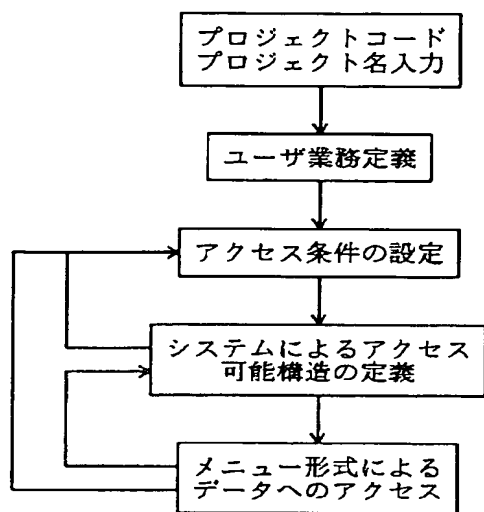 プロジェクトコード
プロジェクト名入力
ユーザ業務定義
アクセス条件の設定
システムによるアクセス
可能構造の定義
メニュー形式による
データへのアクセス